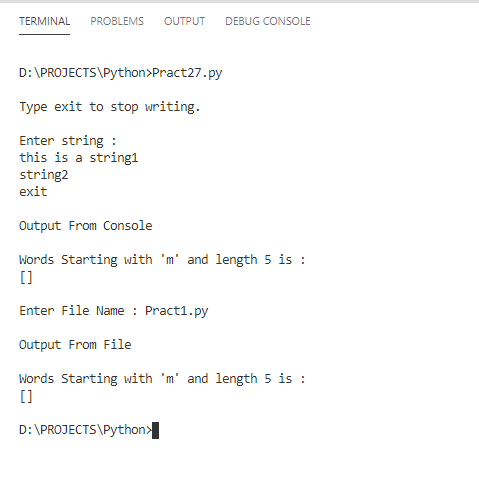 TERMINAL PROBLEMS OUTPUT DEBUG CONSOLE
D:\PROJECTS\Python>Pract27.py
Type exit to stop writing.
Enter string :
this is a string1
string2
exit
Output From Console
Words Starting with 'm' and length 5 is :
[]
Enter File Name : Pract1.py
Output From File
Words Starting with 'm' and length 5 is :
[]
D:\PROJECTS\Python>